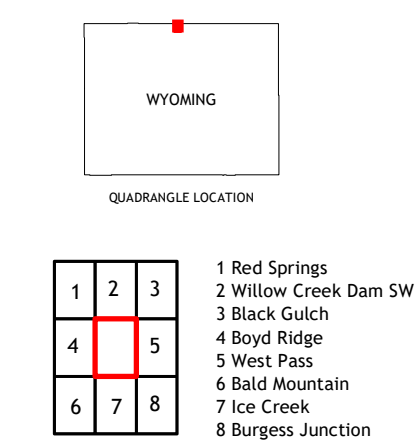 WYOMING
QUADRANGLE LOCATION
1 2 3
4 5
6 7 8
1 Red Springs
2 Willow Creek Dam SW
3 Black Gulch
4 Boyd Ridge
5 West Pass
6 Bald Mountain
7 Ice Creek
8 Burgess Junction